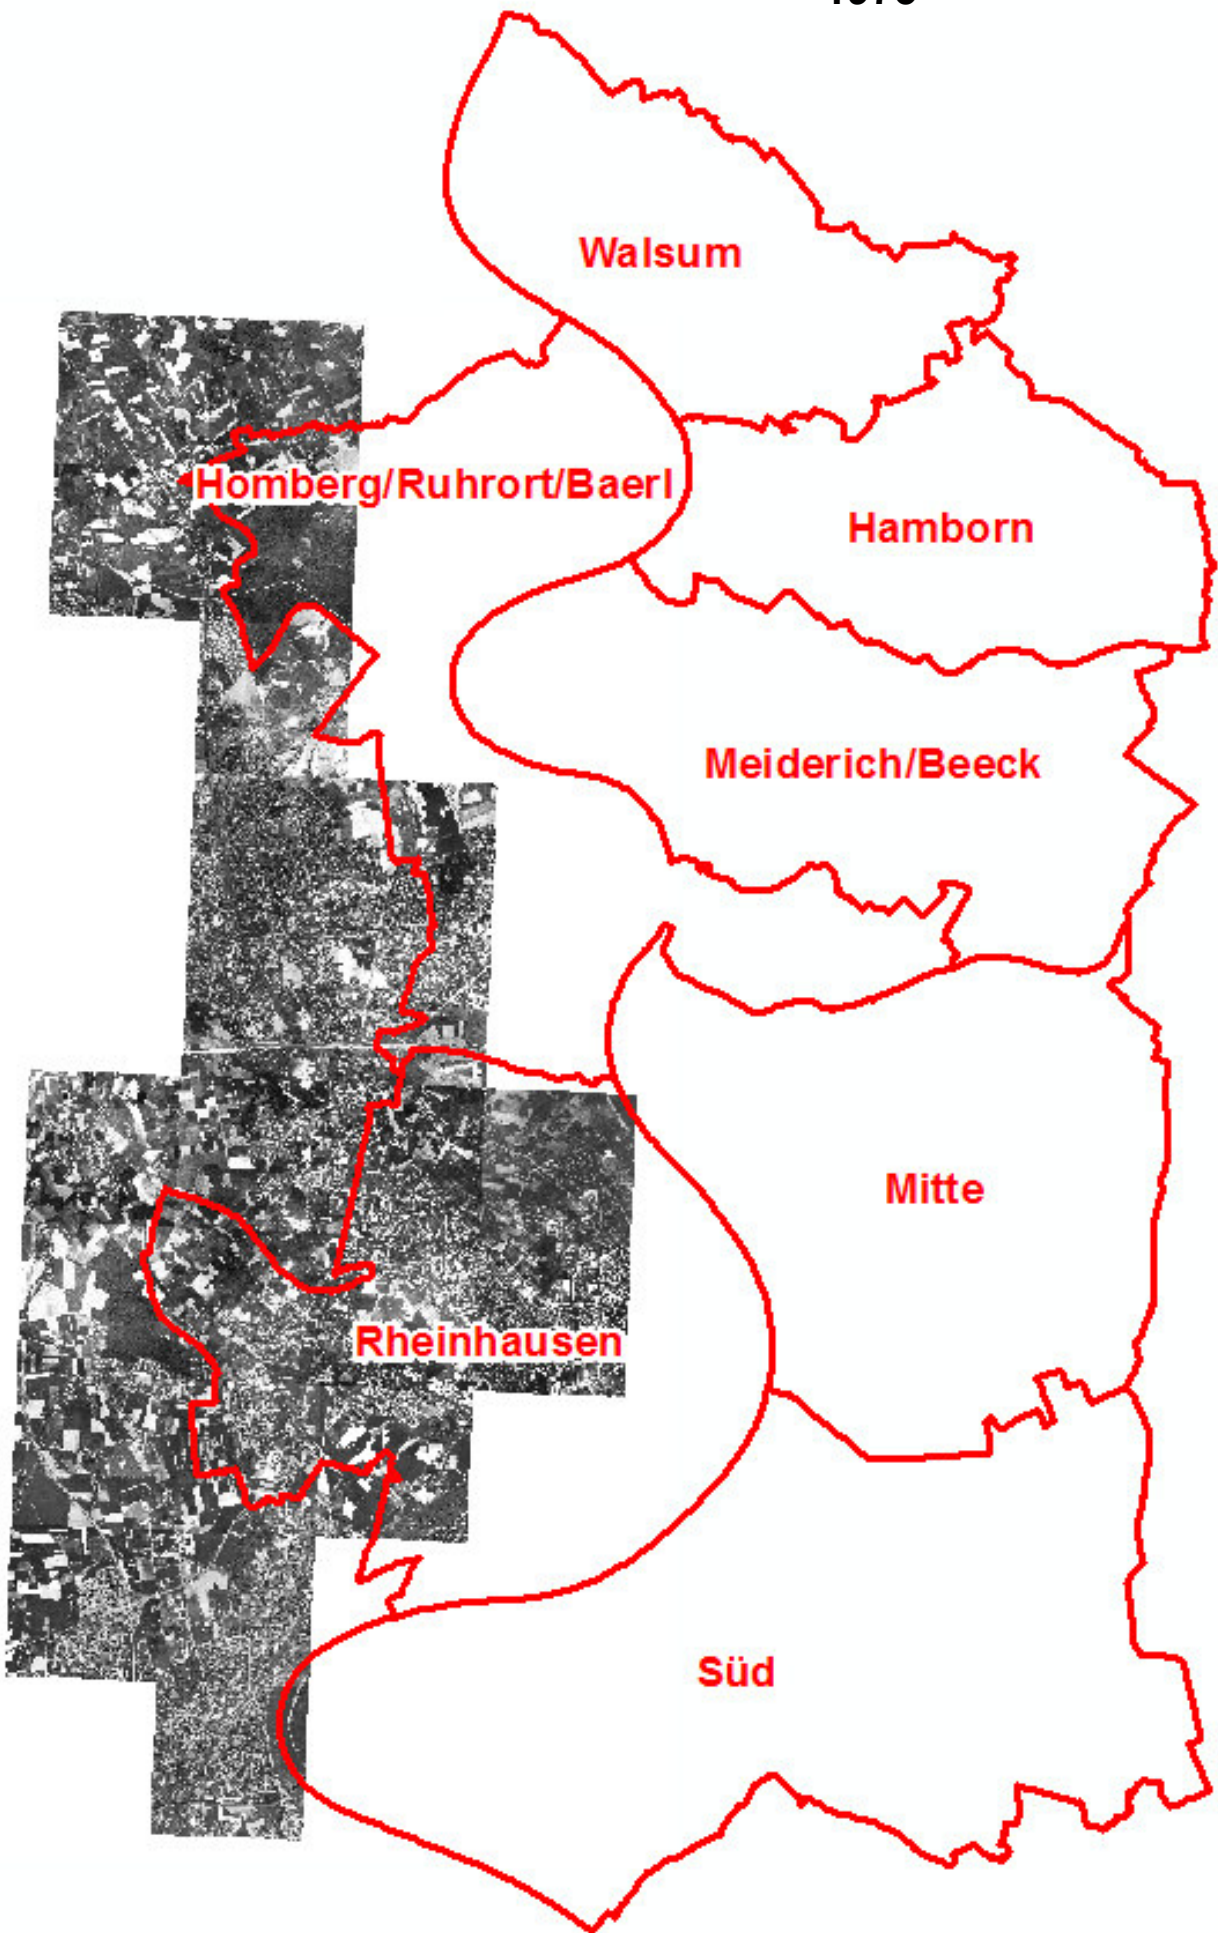 Walsum
Homberg/Ruhrort/Baerl
Hamborn
Meiderich/Beeck
Mitte
Rheinhausen
Süd